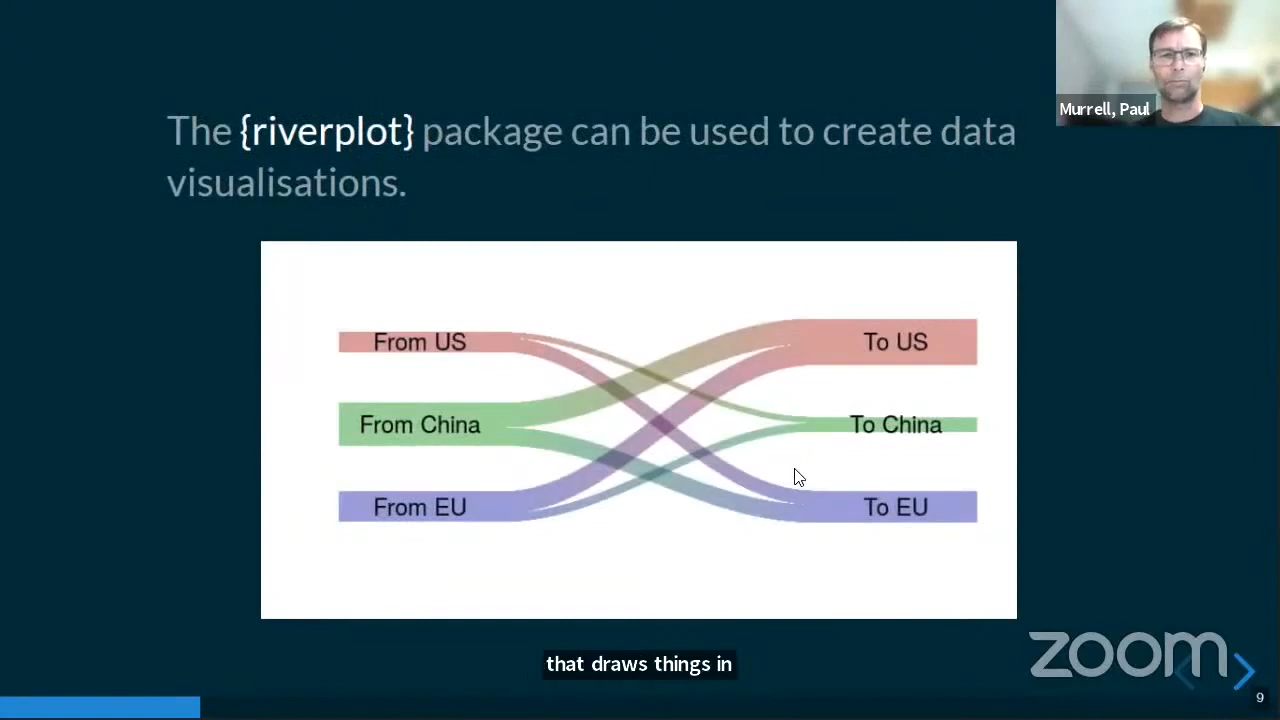 Murrell, Paul
The {riverplot} package can be used to create data
visualisations.
From US
To US
From China
To China
From EU
To EU
that draws things in
zoom
9